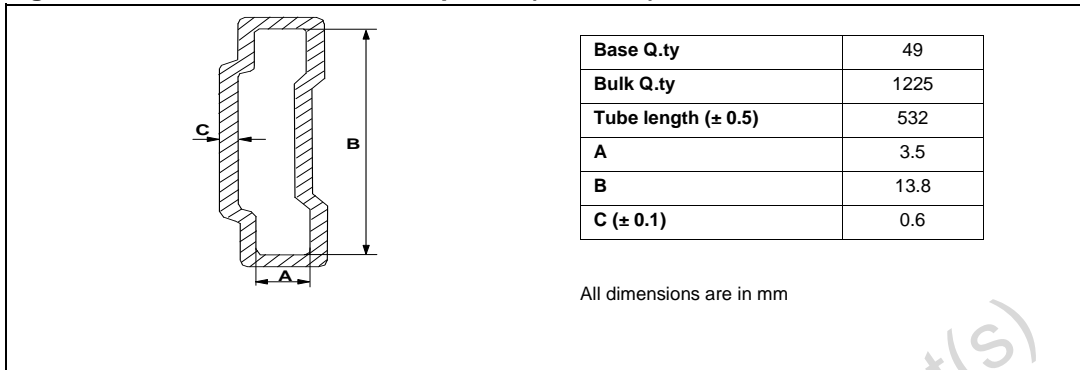 C
B
A
Base Q.ty 49
Bulk Q.ty 1225
Tube length (± 0.5) 532
A 3.5
B 13.8
C (± 0.1) 0.6
All dimensions are in mm